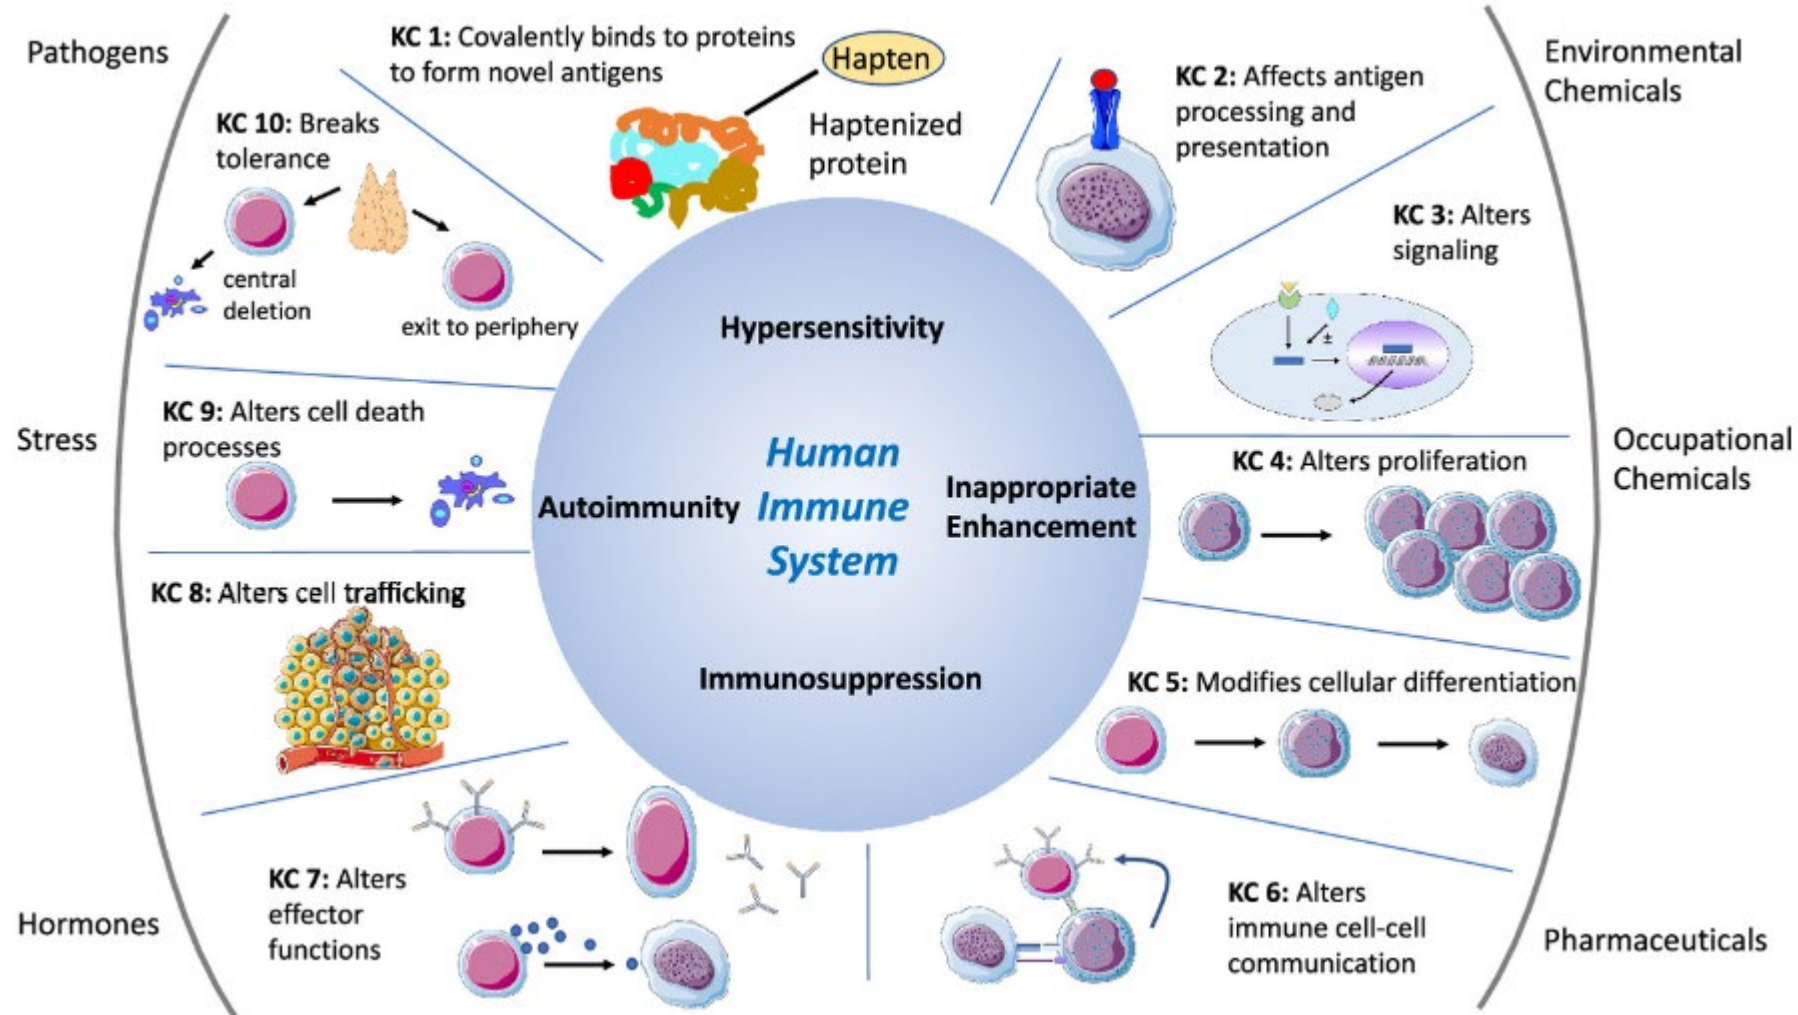 Pathogens
KC 1: Covalently binds to proteins
to form novel antigens
Hapten
Haptenized
protein
KC 2: Affects antigen
processing and
presentation
Environmental
Chemicals
KC 10: Breaks
tolerance
central
deletion
exit to periphery
KC 3: Alters
signaling
±
Hypersensitivity
Stress
KC 9: Alters cell death
processes
Autoimmunity
Human
Immune
System
Inappropriate
Enhancement
KC 4: Alters proliferation
Occupational
Chemicals
KC 8: Alters cell trafficking
Immunosuppression
KC 5: Modifies cellular differentiation
Hormones
KC 7: Alters
effector
functions
KC 6: Alters
immune cell-cell
communication
Pharmaceuticals